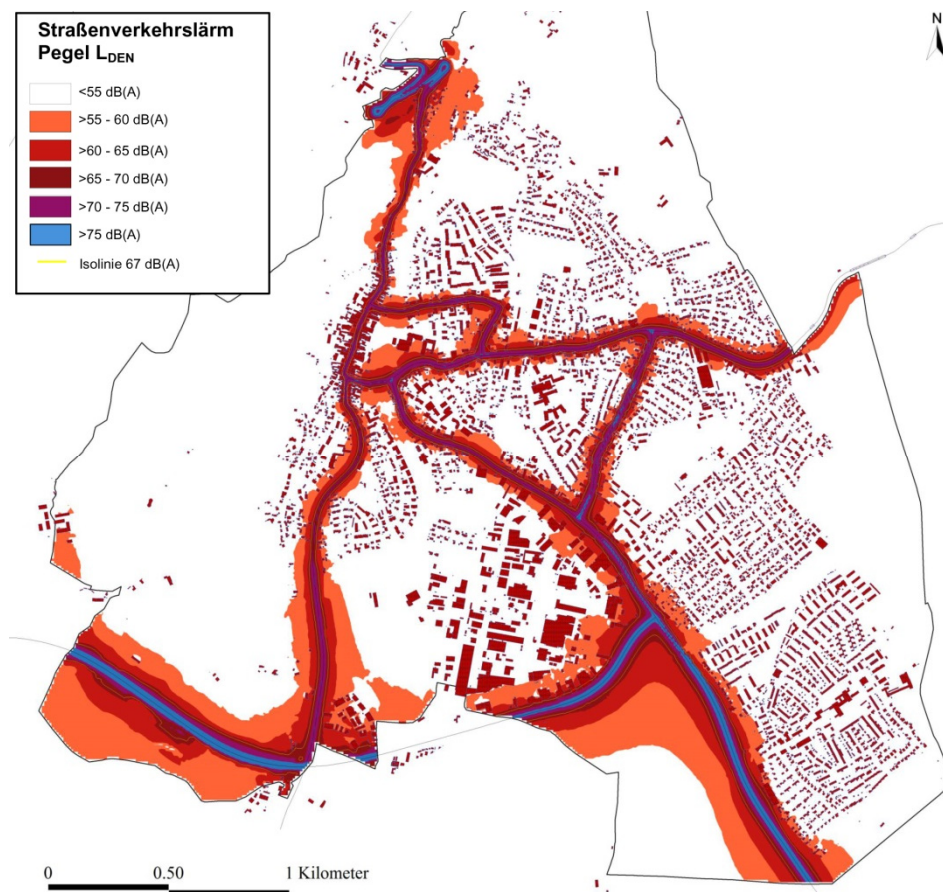 Straßenverkehrslärm
Pegel LDEN
<55 dB(A)
>55 - 60 dB(A)
>60 - 65 dB(A)
>65 - 70 dB(A)
>70 - 75 dB(A)
>75 dB(A)
Isolinie 67 dB(A)
N
0 0.50 1 Kilometer